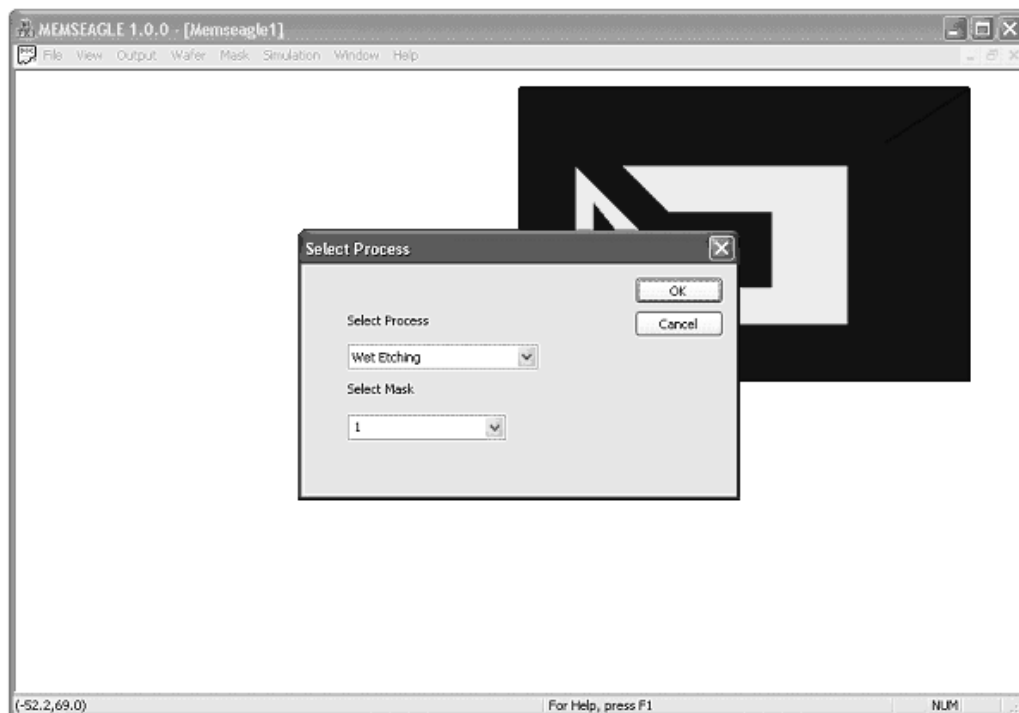 MEMSEAGLE 1.0.0 - [Memseagle1]
File View Output Wafer Mask Simulation Window Help
Select Process
OK
Select Process
Cancel
Wet Etching
Select Mask
1
(-52.2,69.0) For Help, press F1 NUM